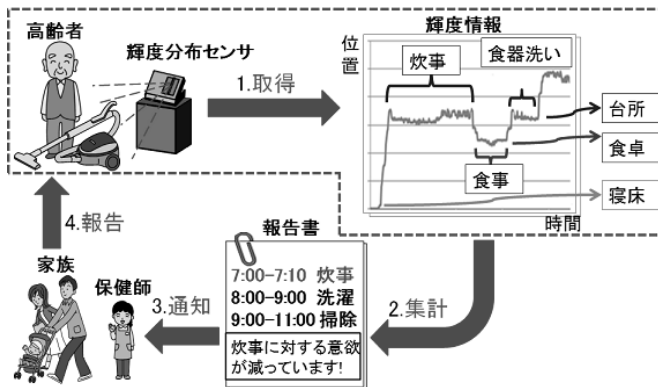 高齢者
輝度分布センサ
1.取得
輝度情報
位置
炊事
食器洗い
食事
台所
食卓
寝床
時間
2.集計
報告書
7:00-7:10 炊事
8:00-9:00 洗濯
9:00-11:00 掃除
炊事に対する意欲
が減っています!
3.通知
保健師
家族
4.報告